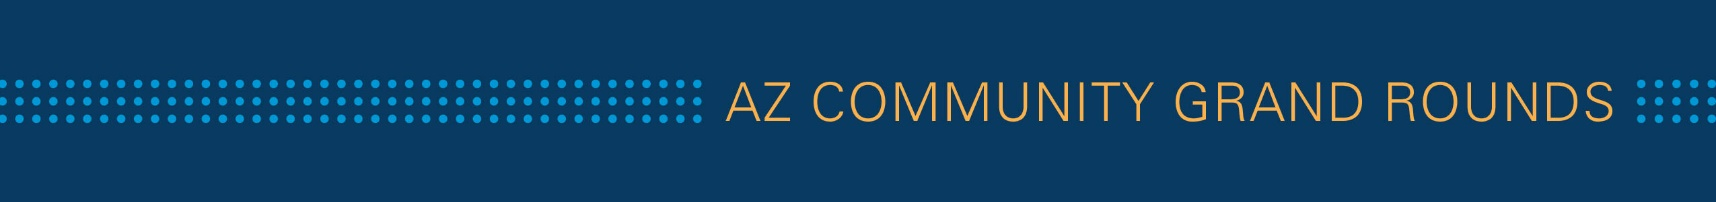 AZ COMMUNITY GRAND ROUNDS